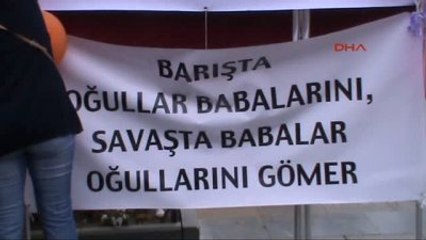 DHA
BARIŞTA
OĞULLAR BABALARINI,
SAVAŞTA BABALAR
OĞULLARINI GÖMER